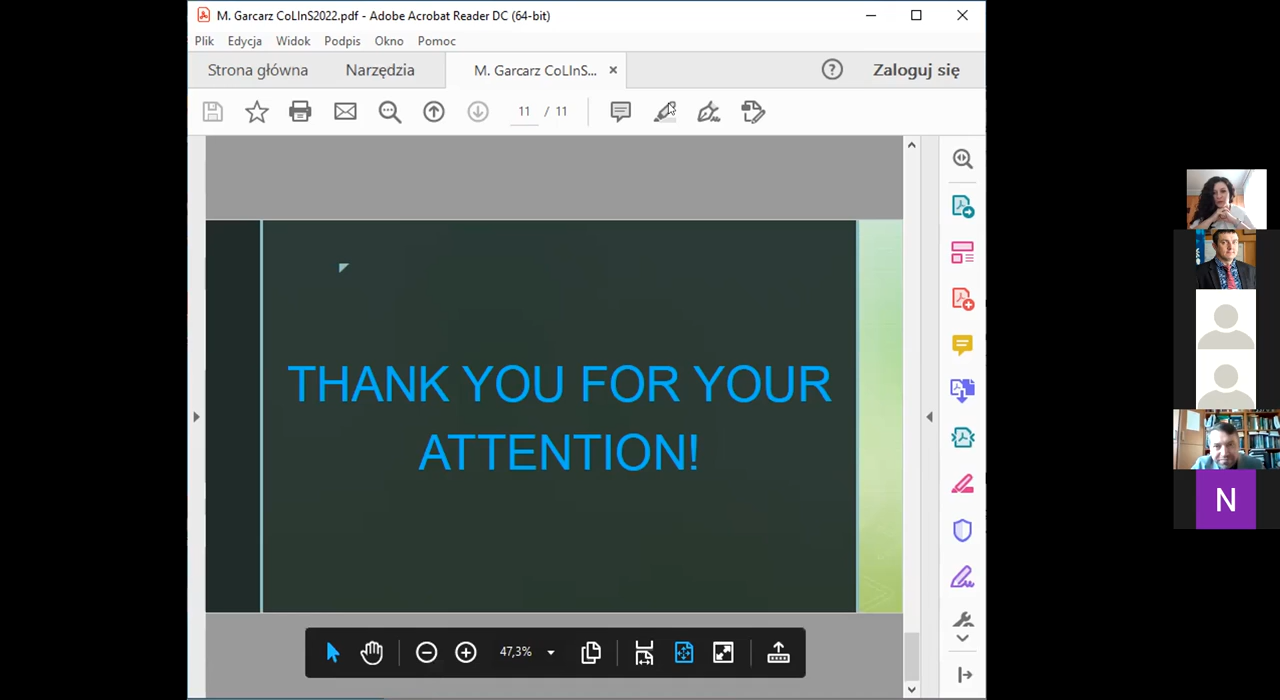 M. Garcarz CoLInS2022.pdf - Adobe Acrobat Reader DC (64-bit)
Plik Edycja Widok Podpis Okno Pomoc
Strona główna Narzędzia M. Garcarz CoLInS... Zaloguj się
11 / 11
THANK YOU FOR YOUR
ATTENTION!
N
47,3%